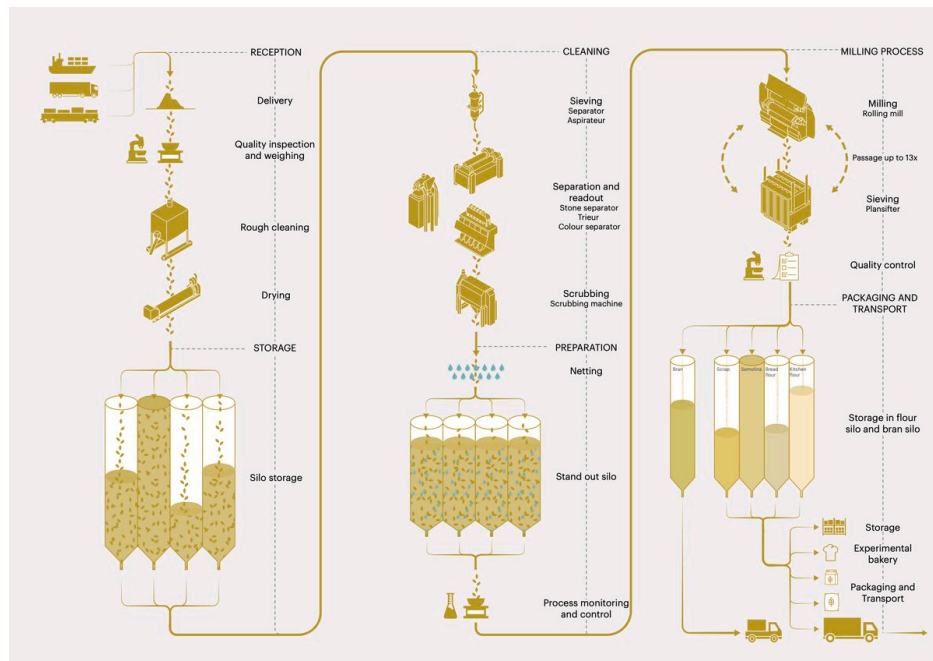 RECEPTION
Delivery
Quality inspection
and weighing
Rough cleaning
Drying
STORAGE
Silo storage
CLEANING
Sieving
Separator
Aspirateur
Separation and
readout
Stone separator
Trieur
Colour separator
Scrubbing
Scrubbing machine
PREPARATION
Netting
Stand out silo
Process monitoring
and control
MILLING PROCESS
Milling
Rolling mill
Passage up to 13x
Sieving
Plansifter
Quality control
PACKAGING AND
TRANSPORT
Bran
Semolina
Bread
flour
Kitchen
flour
Storage in flour
silo and bran silo
Storage
Experimental
bakery
Packaging and
Transport